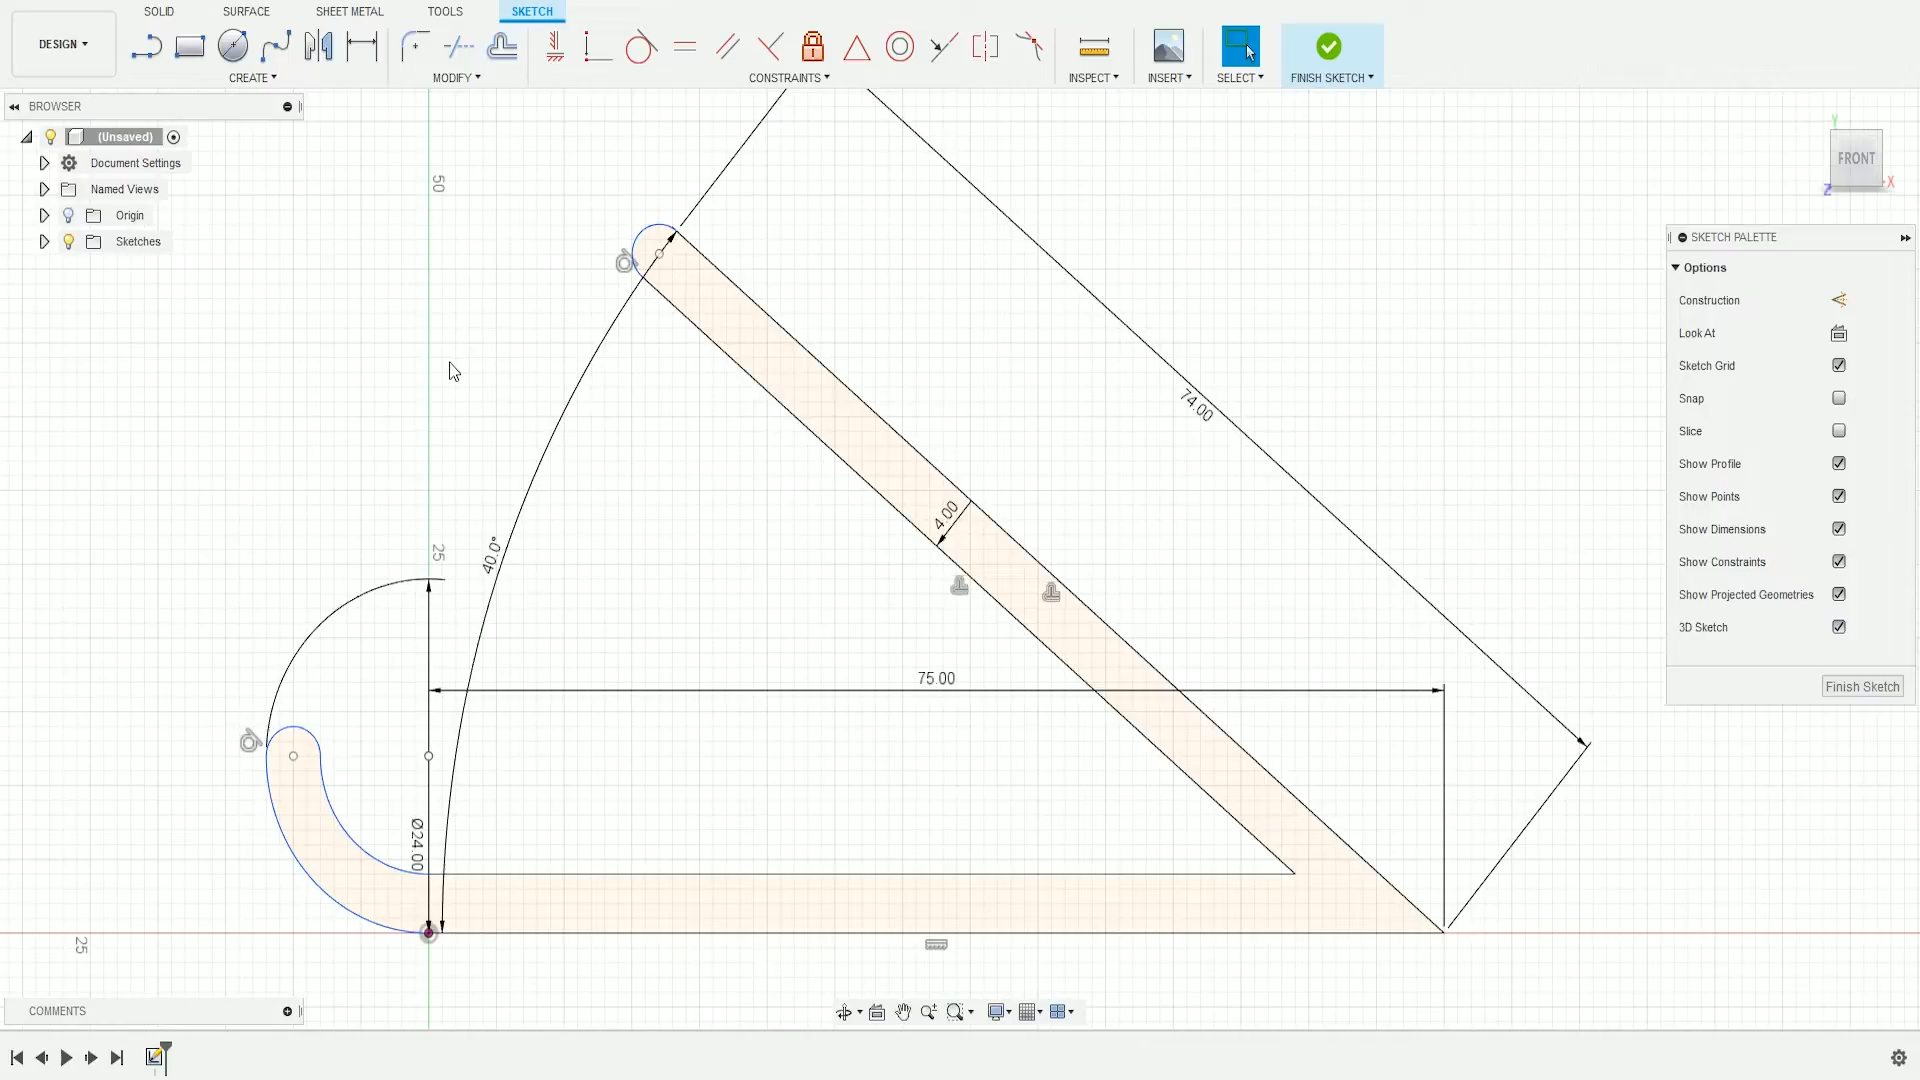 SOLID SURFACE SHEET METAL TOOLS SKETCH
DESIGN
CREATE MODIFY CONSTRAINTS INSPECT INSERT SELECT FINISH SKETCH
BROWSER
(Unsaved)
Document Settings
Named Views
Origin
Sketches
Y
FRONT
X
Z
50
SKETCH PALETTE
Options
Construction
Look At
Sketch Grid
Snap
Slice
Show Profile
Show Points
Show Dimensions
Show Constraints
Show Projected Geometries
3D Sketch
Finish Sketch
74.00
4.00
40.0°
25
75.00
Ø24.00
25
COMMENTS